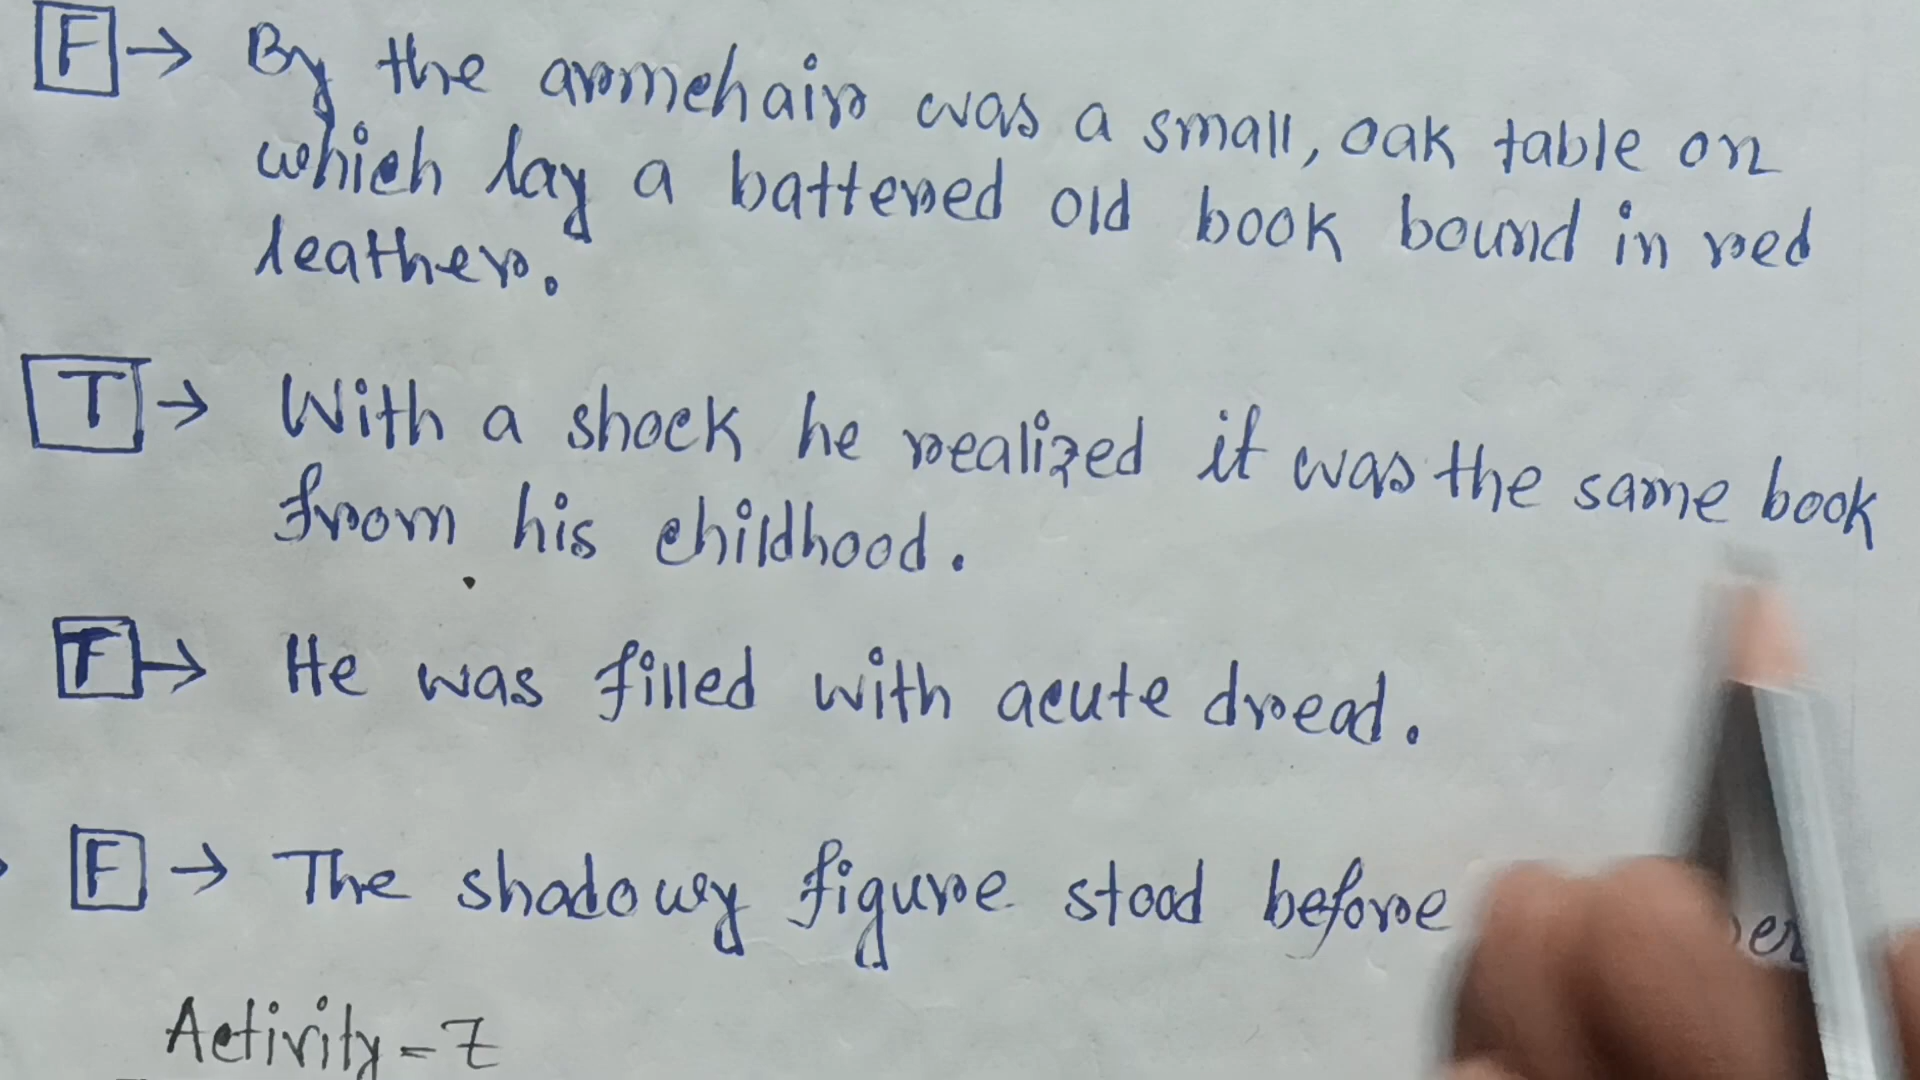 F → By the armchair was a small, oak table on
which lay a battered old book bound in red
leather.
T → With a shock he realized it was the same book
from his childhood.
T → He was filled with acute dread.
F → The shadowy figure stood before
Activity - 7